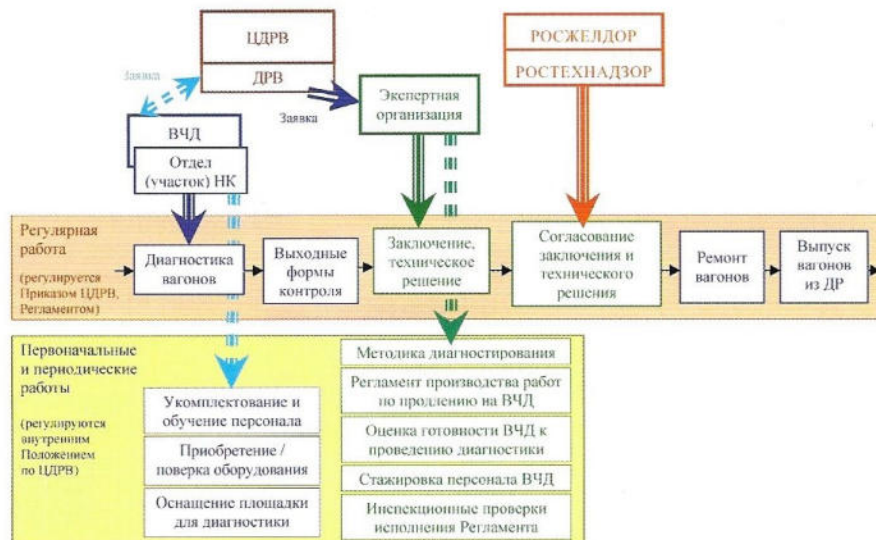 ЦДРВ
ДРВ
РОСЖЕЛДОР
РОСТЕХНАДЗОР
Заявка
Заявка
Экспертная
организация
ВЧД
Отдел
(участок) НК
Регулярная
работа
(регулируется
Приказом ЦДРВ,
Регламентом)
Диагностика
вагонов
Выходные
формы
контроля
Заключение,
техническое
решение
Согласование
заключения и
технического
решения
Ремонт
вагонов
Выпуск
вагонов
из ДР
Первоначальные
и периодические
работы
(регулируются
внутренним
Положением
по ЦДРВ)
Укомплектование и
обучение персонала
Приобретение /
поверка оборудования
Оснащение площадки
для диагностики
Методика диагностирования
Регламент производства работ
по продлению на ВЧД
Оценка готовности ВЧД к
проведению диагностики
Стажировка персонала ВЧД
Инспекционные проверки
исполнения Регламента